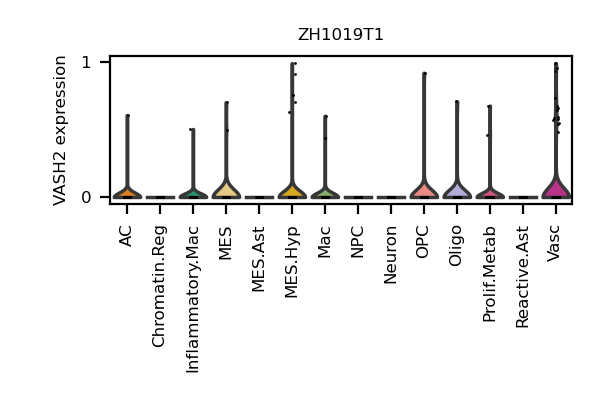 ZH1019T1
VASH2 expression
1
0
AC
Chromatin.Reg
Inflammatory.Mac
MES
MES.Ast
MES.Hyp
Mac
NPC
Neuron
OPC
Oligo
Prolif.Metab
Reactive.Ast
Vasc